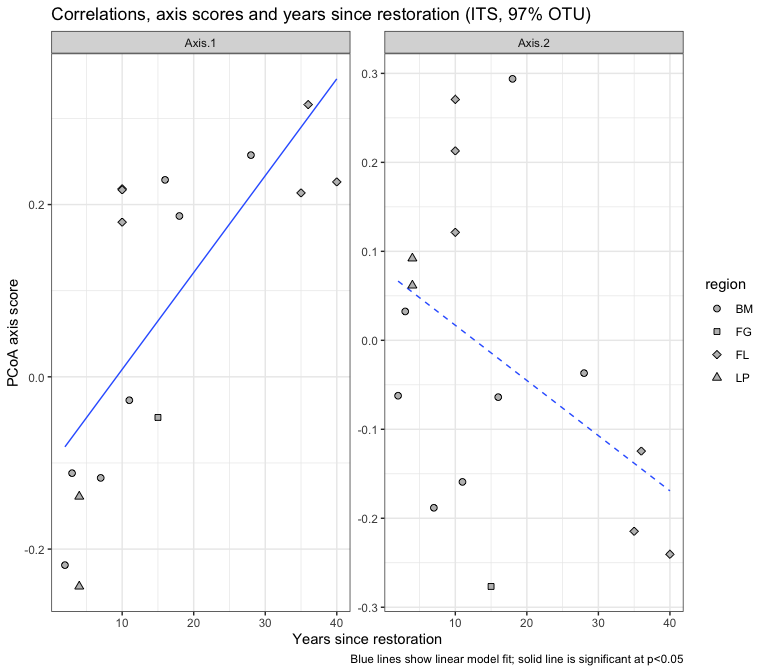 Correlations, axis scores and years since restoration (ITS, 97% OTU)
Axis.1
Axis.2
PCoA axis score
0.2
0.0
-0.2
0.3
0.2
0.1
0.0
-0.1
-0.2
-0.3
10 20 30 40
10 20 30 40
Years since restoration
region
BM
FG
FL
LP
Blue lines show linear model fit; solid line is significant at p<0.05